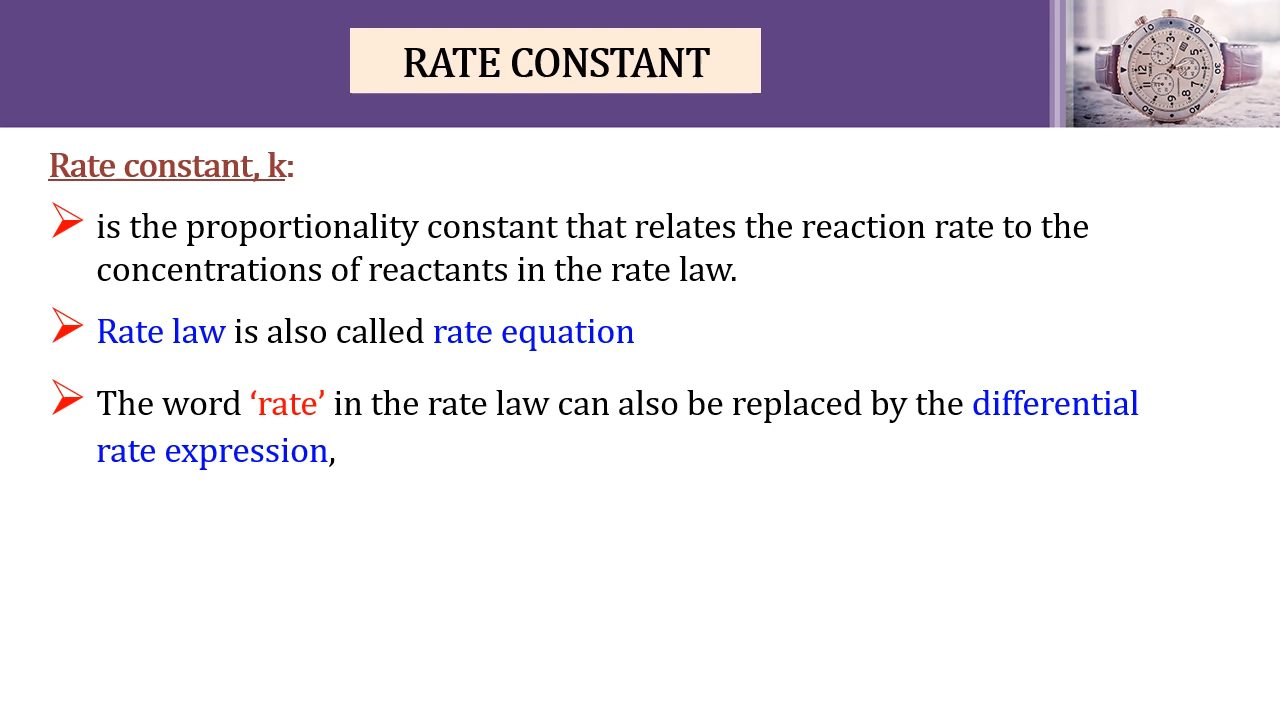 RATE CONSTANT
Rate constant, k:
is the proportionality constant that relates the reaction rate to the
concentrations of reactants in the rate law.
Rate law is also called rate equation
The word ‘rate’ in the rate law can also be replaced by the differential
rate expression,